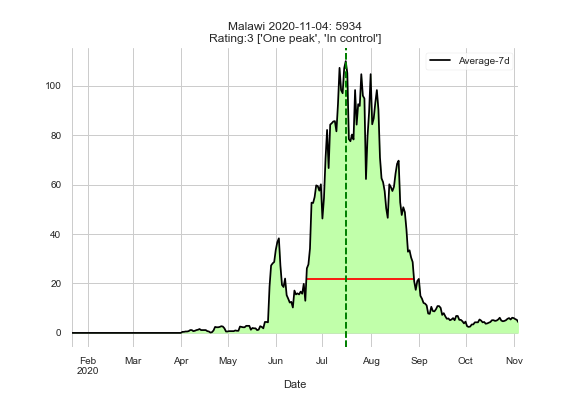 Malawi 2020-11-04: 5934
Rating:3 ['One peak', 'In control']
Average-7d
100
80
60
40
20
0
Feb Mar Apr May Jun Jul Aug Sep Oct Nov
2020
Date